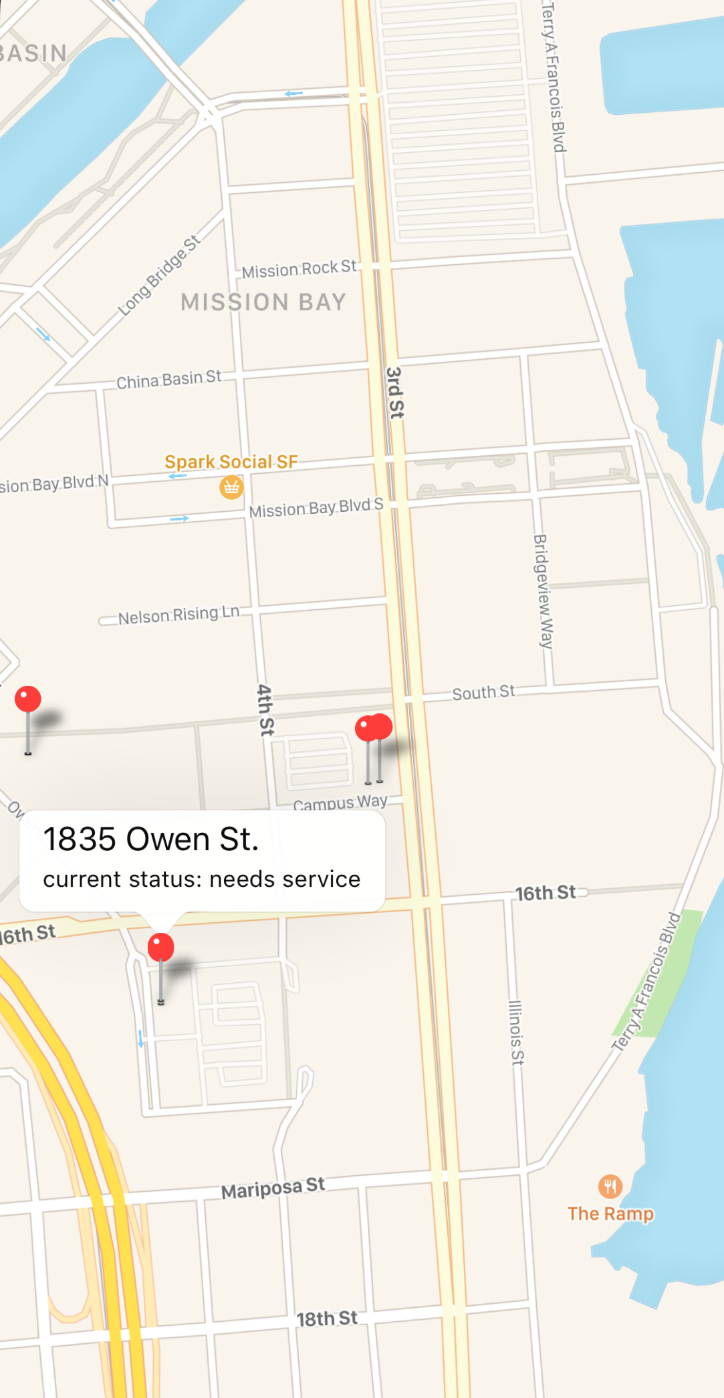 BASIN
Terry A Francois Blvd
Long Bridge St
Mission Rock St
MISSION BAY
China Basin St
3rd St
Spark Social SF
sion Bay Blvd N
Mission Bay Blvd S
Bridgeview Way
Nelson Rising Ln
4th St
South St
Campus Way
Ow
1835 Owen St.
current status: needs service
16th St
16th St
Terry A Francois Blvd
Illinois St
Mariposa St
The Ramp
18th St